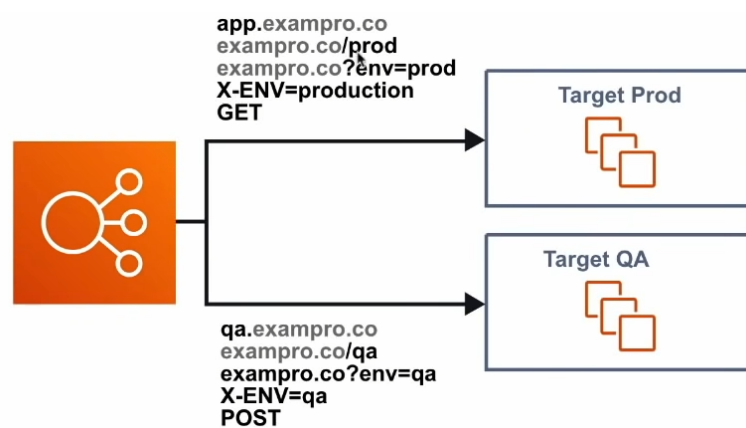 app.exampro.co
exampro.co/prod
exampro.co?env=prod
X-ENV=production
GET
Target Prod
Target QA
qa.exampro.co
exampro.co/qa
exampro.co?env=qa
X-ENV=qa
POST